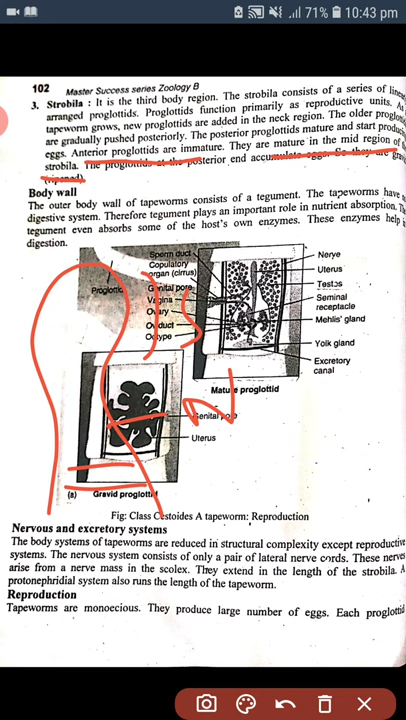 71% 10:43 pm
102 Master Success series Zoology B
3. Strobila : It is the third body region. The strobila consists of a series of
arranged proglottids. Proglottids function primarily as reproductive units. As
tapeworm grows, new proglottids are added in the neck region. The older
are gradually pushed posteriorly. The posterior proglottids mature and start
eggs. Anterior proglottids are immature. They are mature in the mid region of
strobila. The proglottids at the posterior end accumulate eggs. So they are
(ripened)
Body wall
The outer body wall of tapeworms consists of a tegument. The tapeworms have
digestive system. Therefore tegument plays an important role in nutrient absorption.
tegument even absorbs some of the host's own enzymes. These enzymes help
digestion.
Sperm duct
Copulatory
organ (cirrus)
Proglottid
Genital pore
Vagina
Ovary
Oviduct
Ootype
Nerve
Uterus
Testes
Seminal
receptacle
Mehlis' gland
Yolk gland
Excretory
canal
Mature proglottid
Genital pore
Uterus
(a) Gravid proglottid
Fig: Class Cestoides A tapeworm: Reproduction
Nervous and excretory systems
The body systems of tapeworms are reduced in structural complexity except reproductive
systems. The nervous system consists of only a pair of lateral nerve cords. These nerves
arise from a nerve mass in the scolex. They extend in the length of the strobila. A
protonephridial system also runs the length of the tapeworm.
Reproduction
Tapeworms are monoecious. They produce large number of eggs. Each proglottid